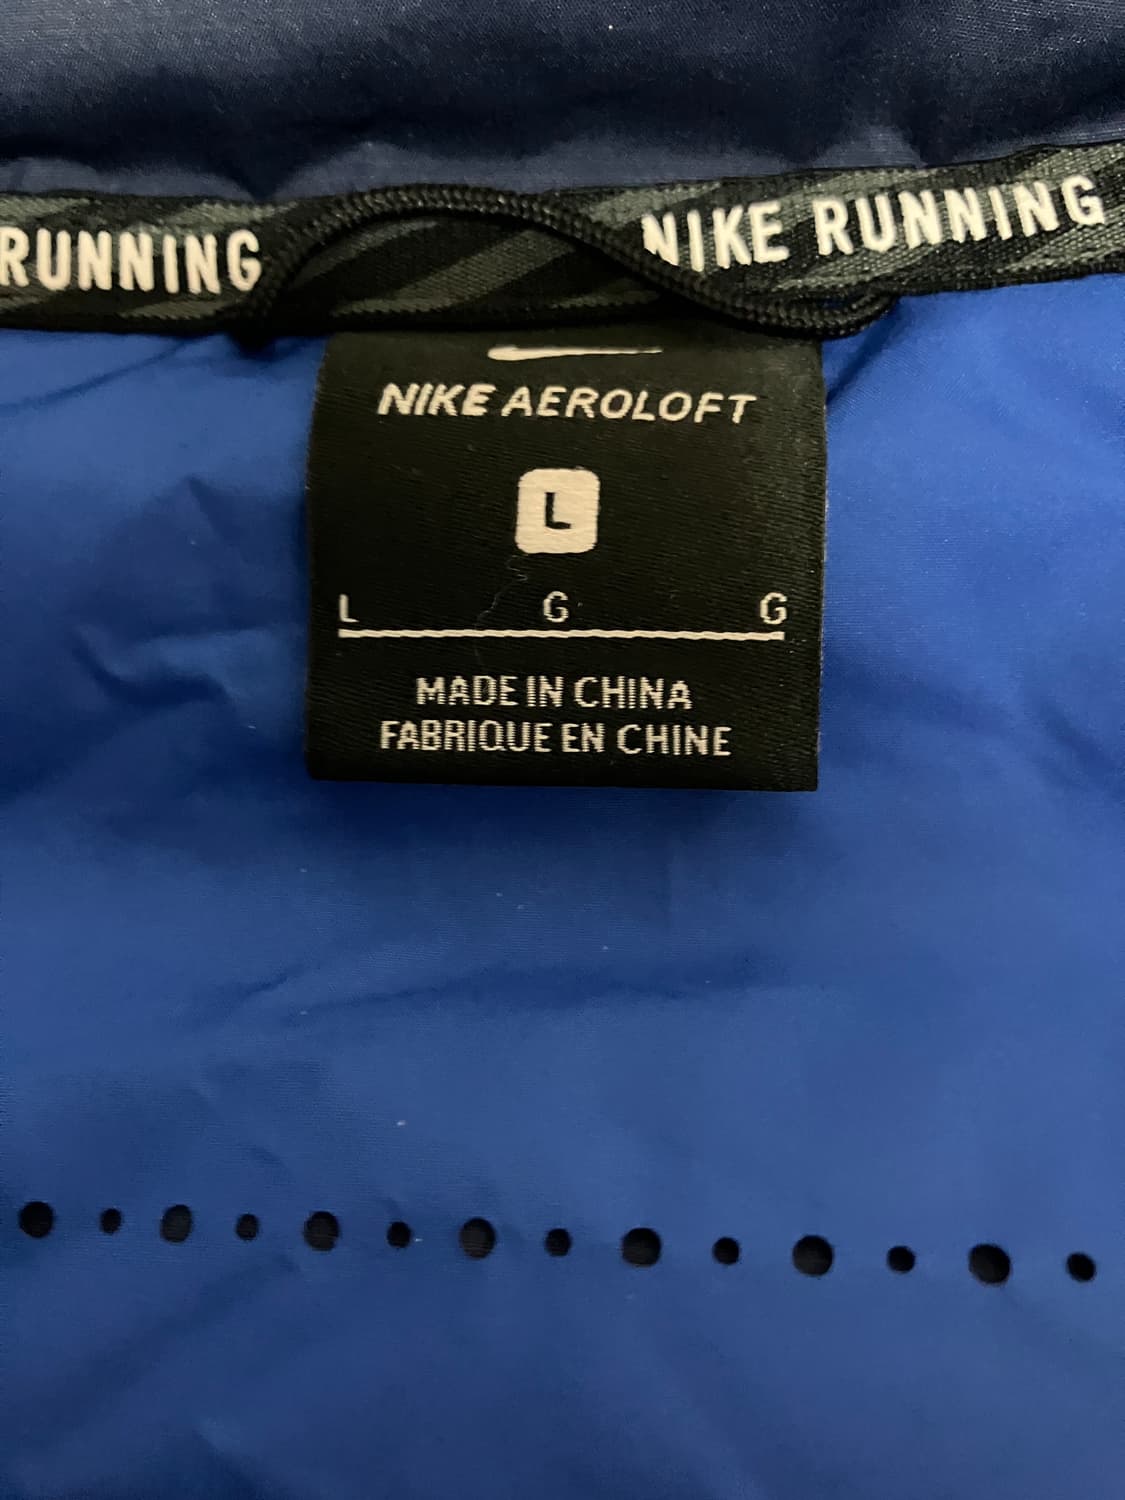 RUNNING
NIKE RUNNING
NIKE AEROLOFT
L
L G G
MADE IN CHINA
FABRIQUE EN CHINE